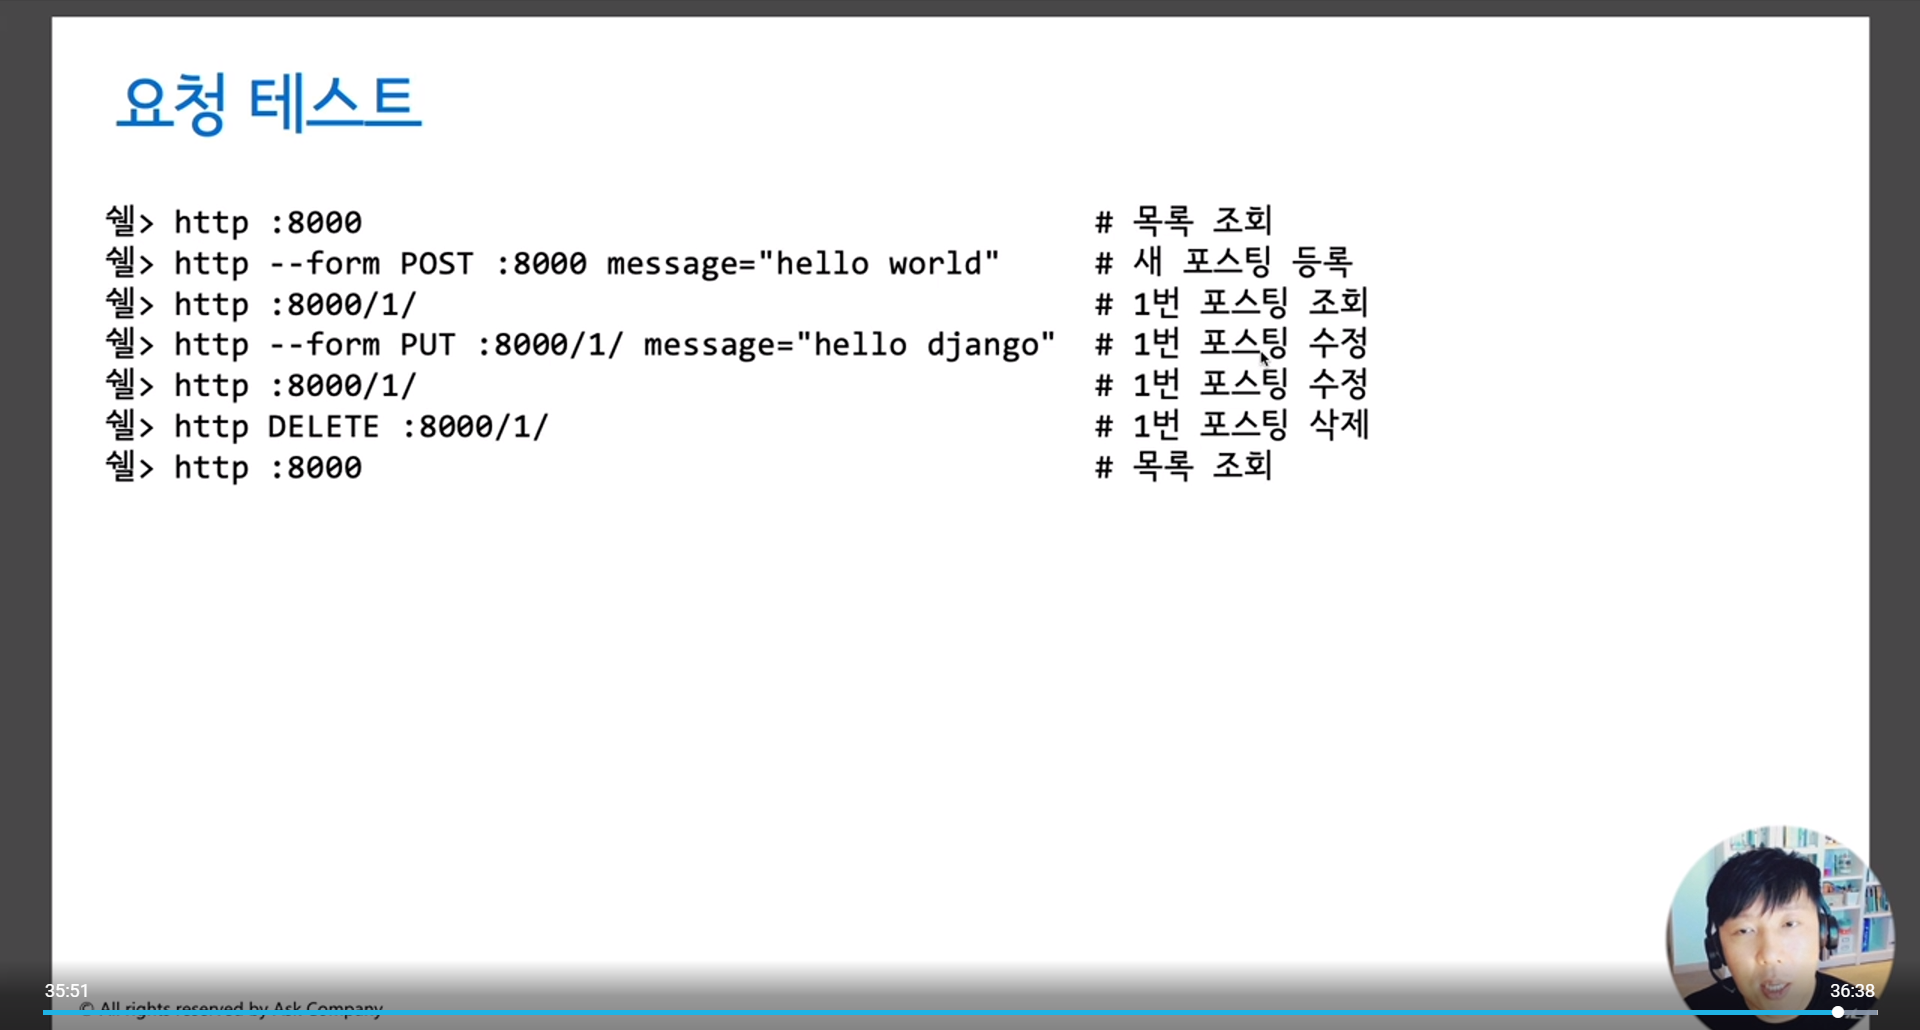 요청 테스트
쉘> http :8000 # 목록 조회
쉘> http --form POST :8000 message="hello world" # 새 포스팅 등록
쉘> http :8000/1/ # 1번 포스팅 조회
쉘> http --form PUT :8000/1/ message="hello django" # 1번 포스팅 수정
쉘> http :8000/1/ # 1번 포스팅 수정
쉘> http DELETE :8000/1/ # 1번 포스팅 삭제
쉘> http :8000 # 목록 조회
35:51
36:38
© All rights reserved by Ask Company